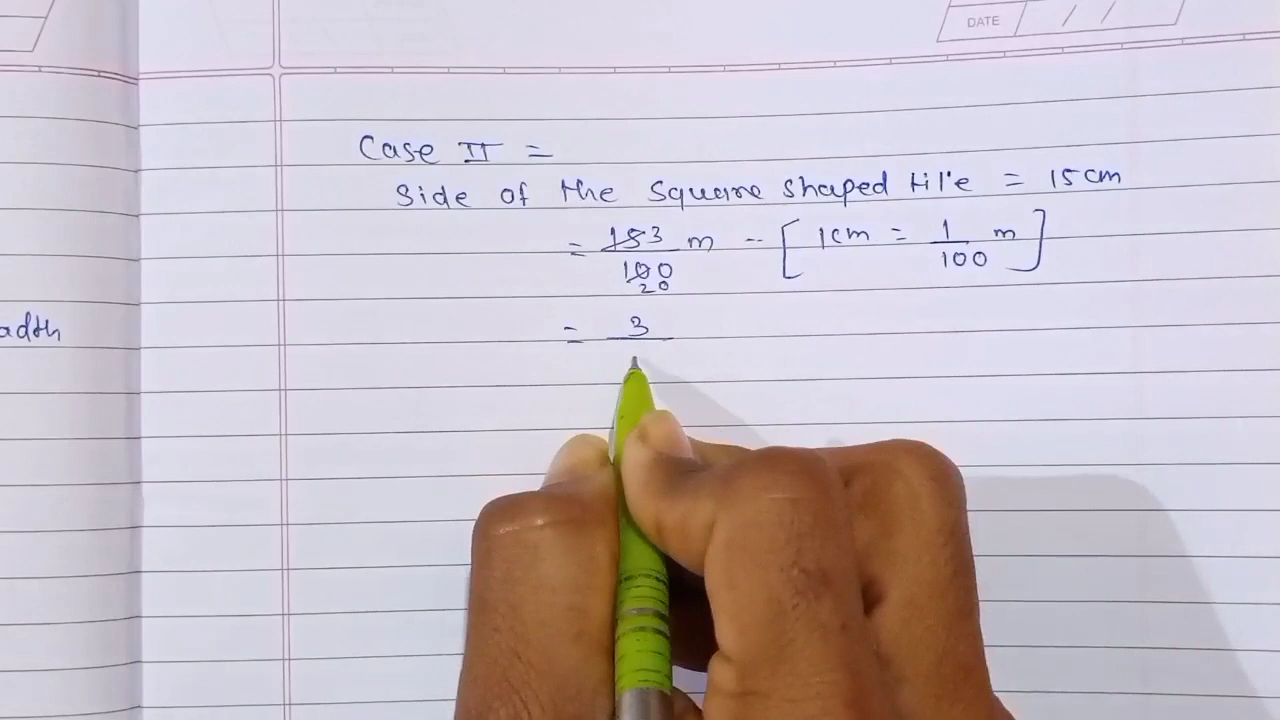 DATE / /
Case II =
Side of the square shaped tile = 15cm
= 15 3 / 100 20 m -- [ 1cm = 1/100 m ]
= 3
adth